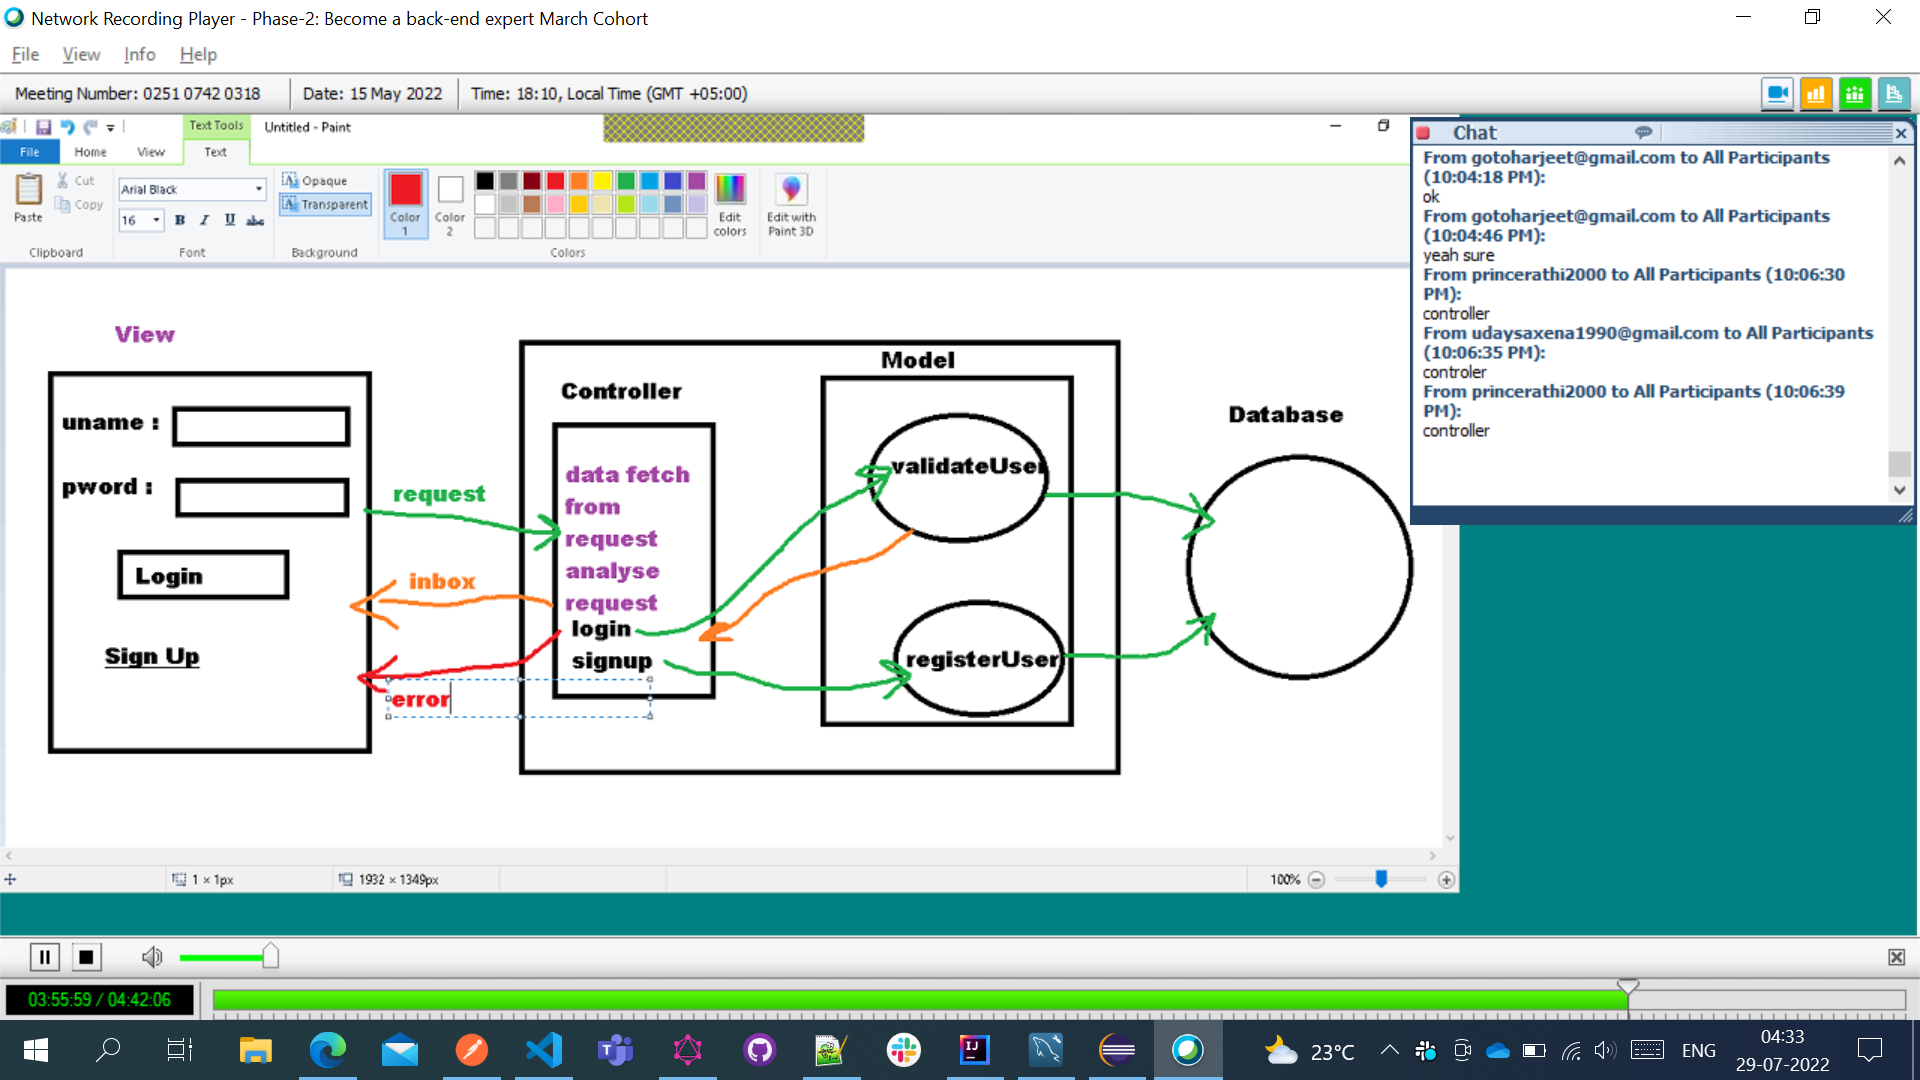 Network Recording Player - Phase-2: Become a back-end expert March Cohort
File View Info Help
Meeting Number: 0251 0742 0318
Date: 15 May 2022
Time: 18:10, Local Time (GMT +05:00)
Text Tools
Untitled - Paint
File
Home
View
Text
Paste
Cut
Copy
Clipboard
Arial Black
16
B I U abc
Font
Opaque
Transparent
Background
Color
1
Color
2
Edit
colors
Colors
Edit with
Paint 3D
Chat
From gotoharjeet@gmail.com to All Participants
(10:04:18 PM):
ok
From gotoharjeet@gmail.com to All Participants
(10:04:46 PM):
yeah sure
From princerathi2000 to All Participants (10:06:30
PM):
controller
From udaysaxena1990@gmail.com to All Participants
(10:06:35 PM):
controler
From princerathi2000 to All Participants (10:06:39
PM):
controller
View
uname :
pword :
Login
Sign Up
request
inbox
error
Controller
data fetch
from
request
analyse
request
login
signup
Model
validateUser
registerUser
Database
1 × 1px
1932 × 1349px
100%
03:55:59 / 04:42:06
23°C
ENG
04:33
29-07-2022